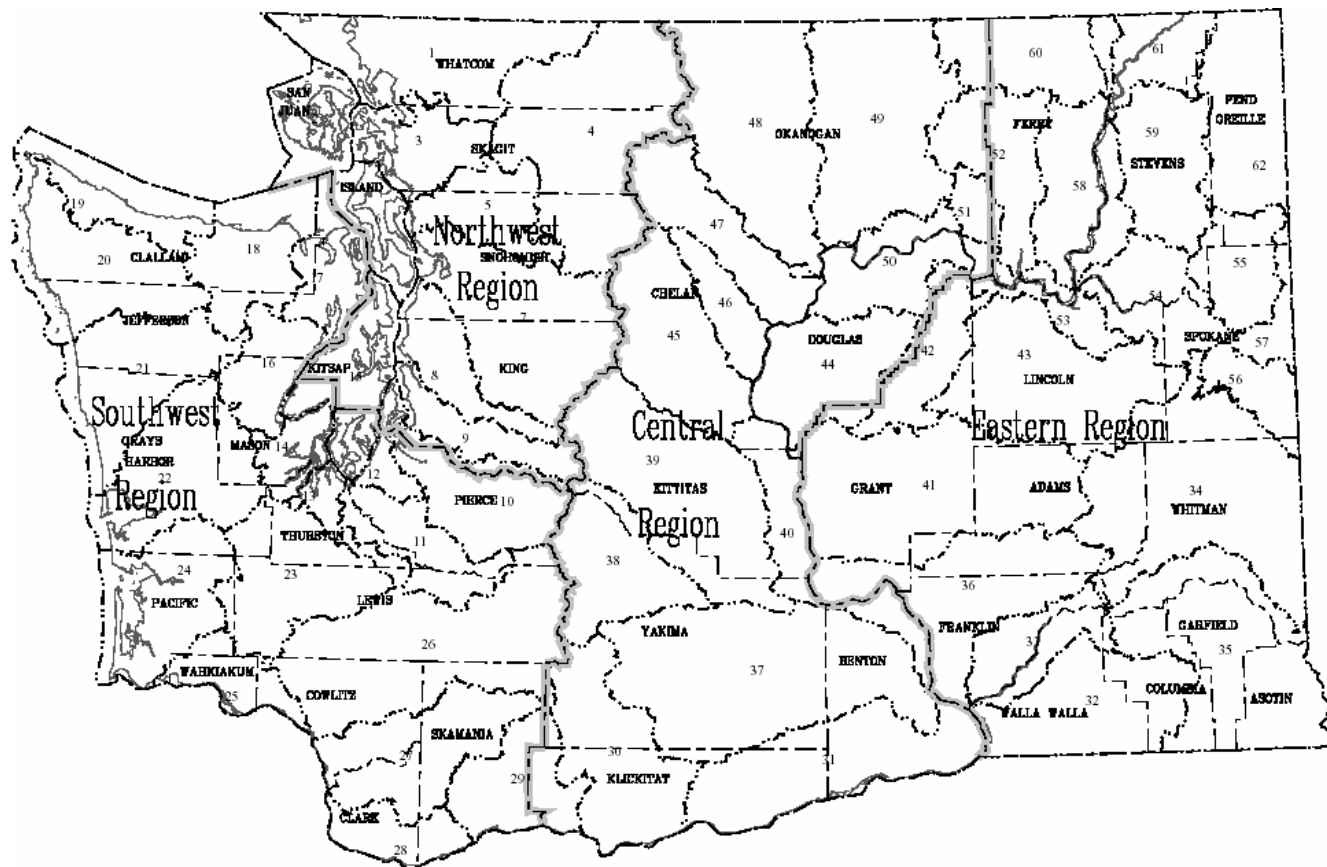 1
WHATCOM
SAN
JUAN
3
SKAGIT
4
48
OKANOGAN
49
60
61
FERRY
52
59
STEVENS
PEND
OREILLE
62
58
ISLAND
5
Northwest
Region
SNOHOMISH
7
47
51
50
19
20
CLALLAM
18
17
CHELAN
46
45
DOUGLAS
44
42
43
LINCOLN
53
54
55
SPOKANE
57
56
JEFFERSON
21
16
KITSAP
15
8
KING
9
Southwest
Region
GRAYS
HARBOR
22
MASON
14
12
PIERCE
10
11
THURSTON
Central
Region
39
KITTITAS
40
38
Eastern Region
GRANT
41
ADAMS
34
WHITMAN
36
24
PACIFIC
23
LEWIS
26
WAHKIAKUM
25
COWLITZ
27
SKAMANIA
29
CLARK
28
YAKIMA
37
BENTON
30
KLICKITAT
31
FRANKLIN
33
WALLA WALLA
32
COLUMBIA
GARFIELD
35
ASOTIN